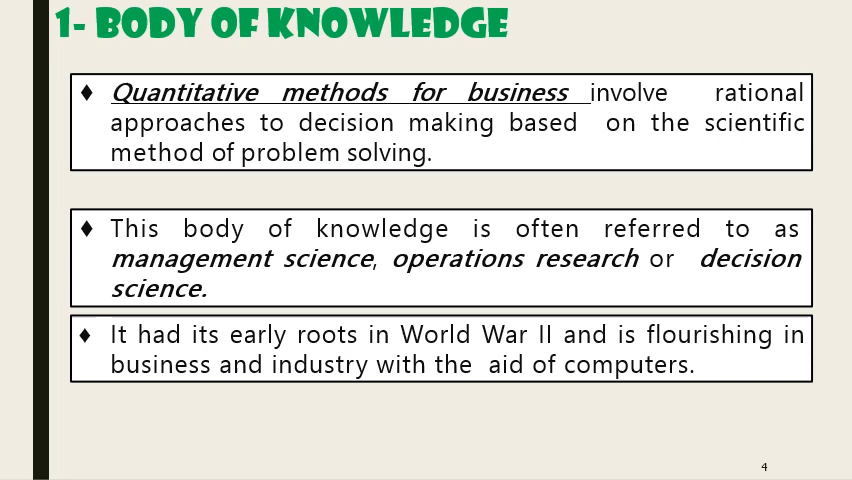 1- BODY OF KNOWLEDGE
♦ Quantitative methods for business involve rational
approaches to decision making based on the scientific
method of problem solving.
♦ This body of knowledge is often referred to as
management science, operations research or decision
science.
♦ It had its early roots in World War II and is flourishing in
business and industry with the aid of computers.
4